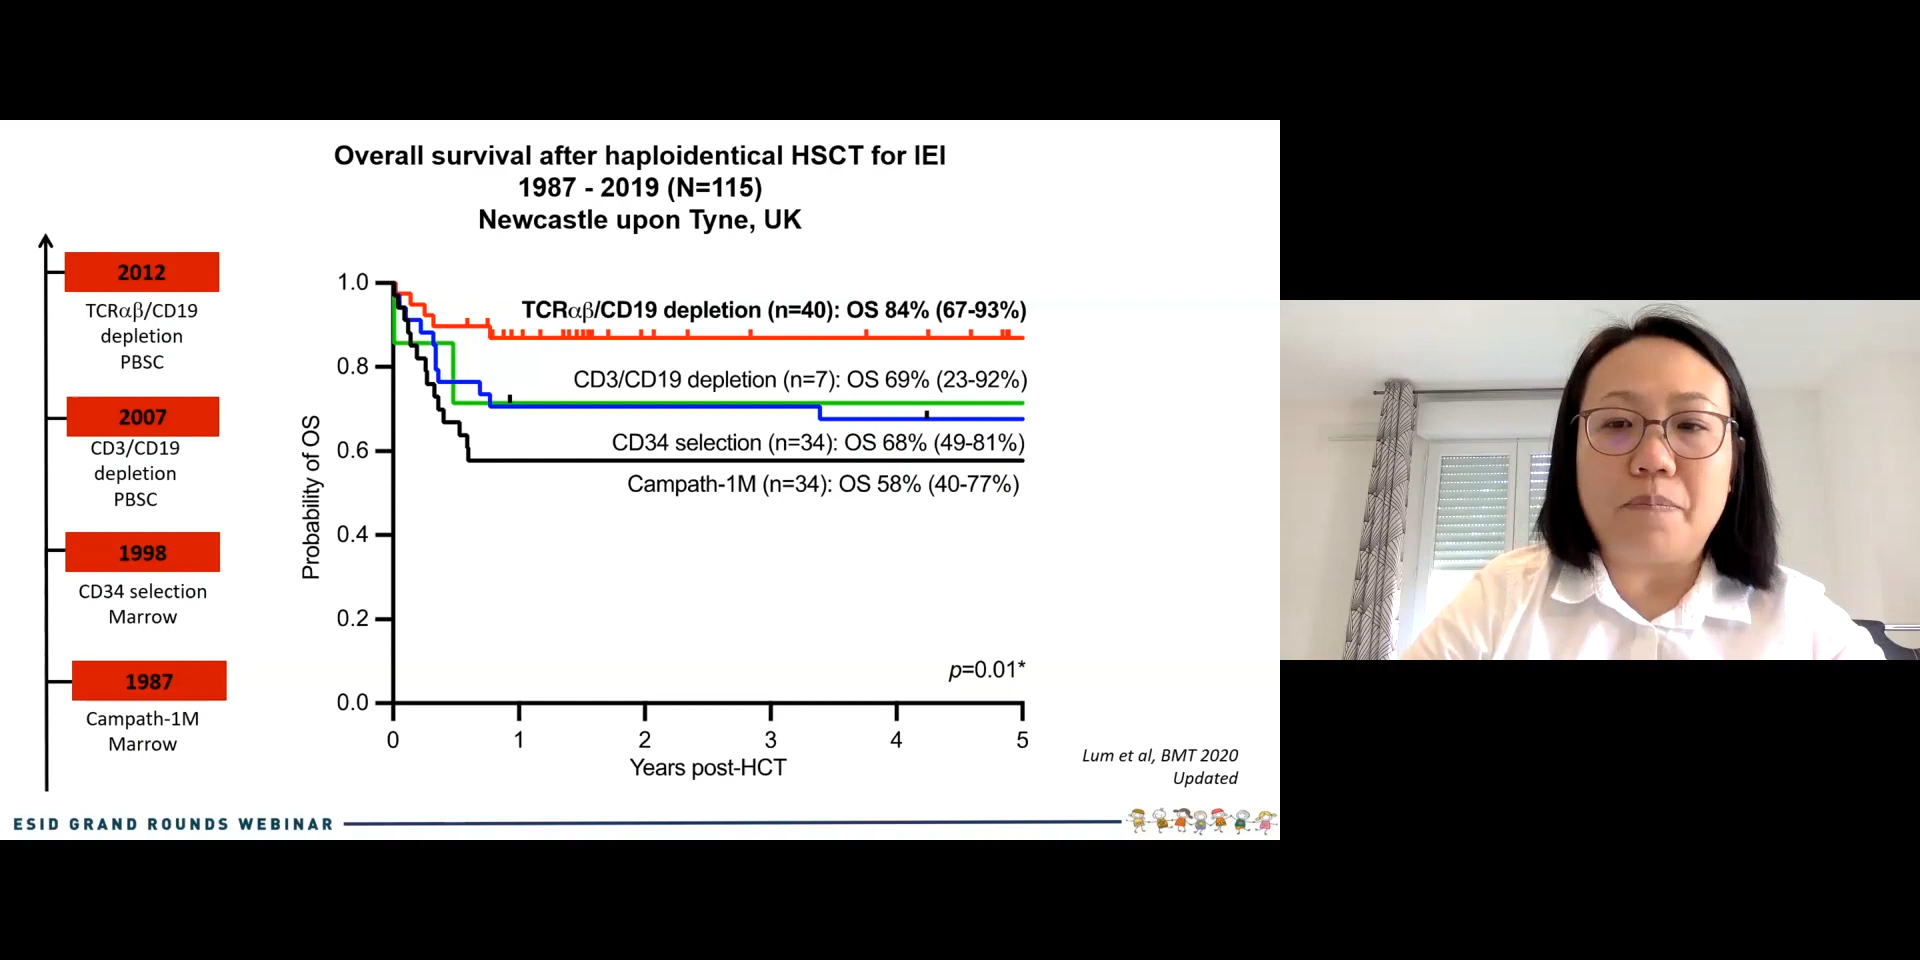 Overall survival after haploidentical HSCT for IEI
1987 - 2019 (N=115)
Newcastle upon Tyne, UK
2012
TCRαβ/CD19
depletion
PBSC
2007
CD3/CD19
depletion
PBSC
1998
CD34 selection
Marrow
1987
Campath-1M
Marrow
Probability of OS
1.0
0.8
0.6
0.4
0.2
0.0
TCRαβ/CD19 depletion (n=40): OS 84% (67-93%)
CD3/CD19 depletion (n=7): OS 69% (23-92%)
CD34 selection (n=34): OS 68% (49-81%)
Campath-1M (n=34): OS 58% (40-77%)
p=0.01*
0 1 2 3 4 5
Years post-HCT
Lum et al, BMT 2020
Updated
ESID GRAND ROUNDS WEBINAR